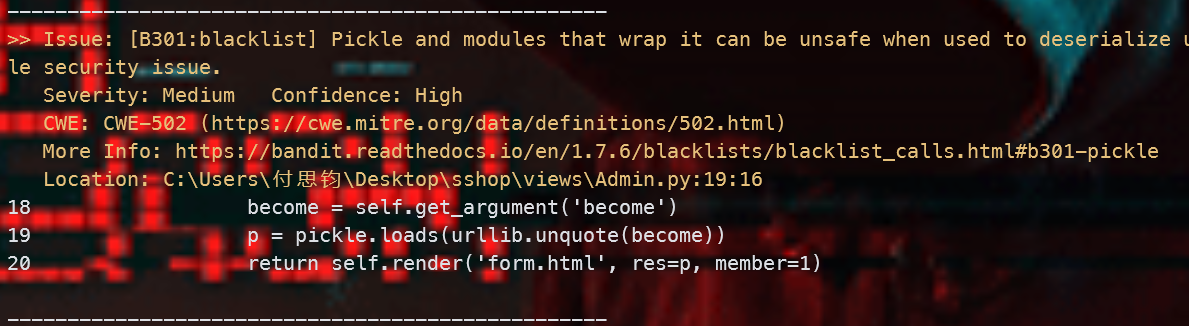 >> Issue: [B301:blacklist] Pickle and modules that wrap it can be unsafe when used to deserialize u
le security issue.
   Severity: Medium   Confidence: High
   CWE: CWE-502 (https://cwe.mitre.org/data/definitions/502.html)
   More Info: https://bandit.readthedocs.io/en/1.7.6/blacklists/blacklist_calls.html#b301-pickle
   Location: C:\Users\付思钧\Desktop\sshop\views\Admin.py:19:16
18                  become = self.get_argument('become')
19                  p = pickle.loads(urllib.unquote(become))
20                  return self.render('form.html', res=p, member=1)